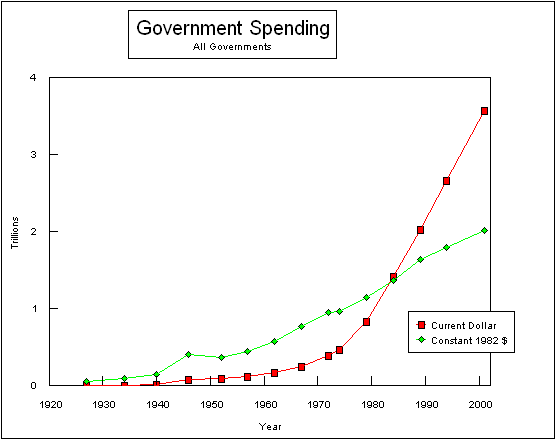 Government Spending
All Governments
4
3
2
1
0
Trillions
1920 1930 1940 1950 1960 1970 1980 1990 2000
Year
Current Dollar
Constant 1982 $